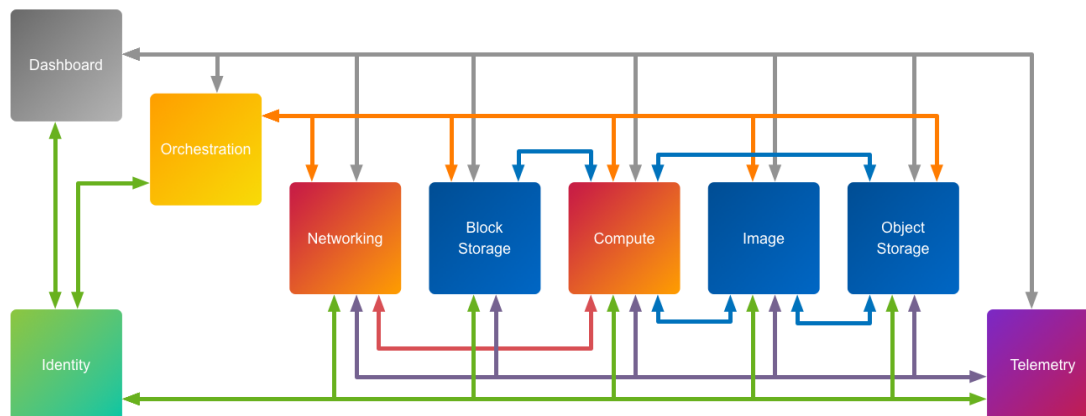 Dashboard
Orchestration
Networking
Block
Storage
Compute
Image
Object
Storage
Identity
Telemetry